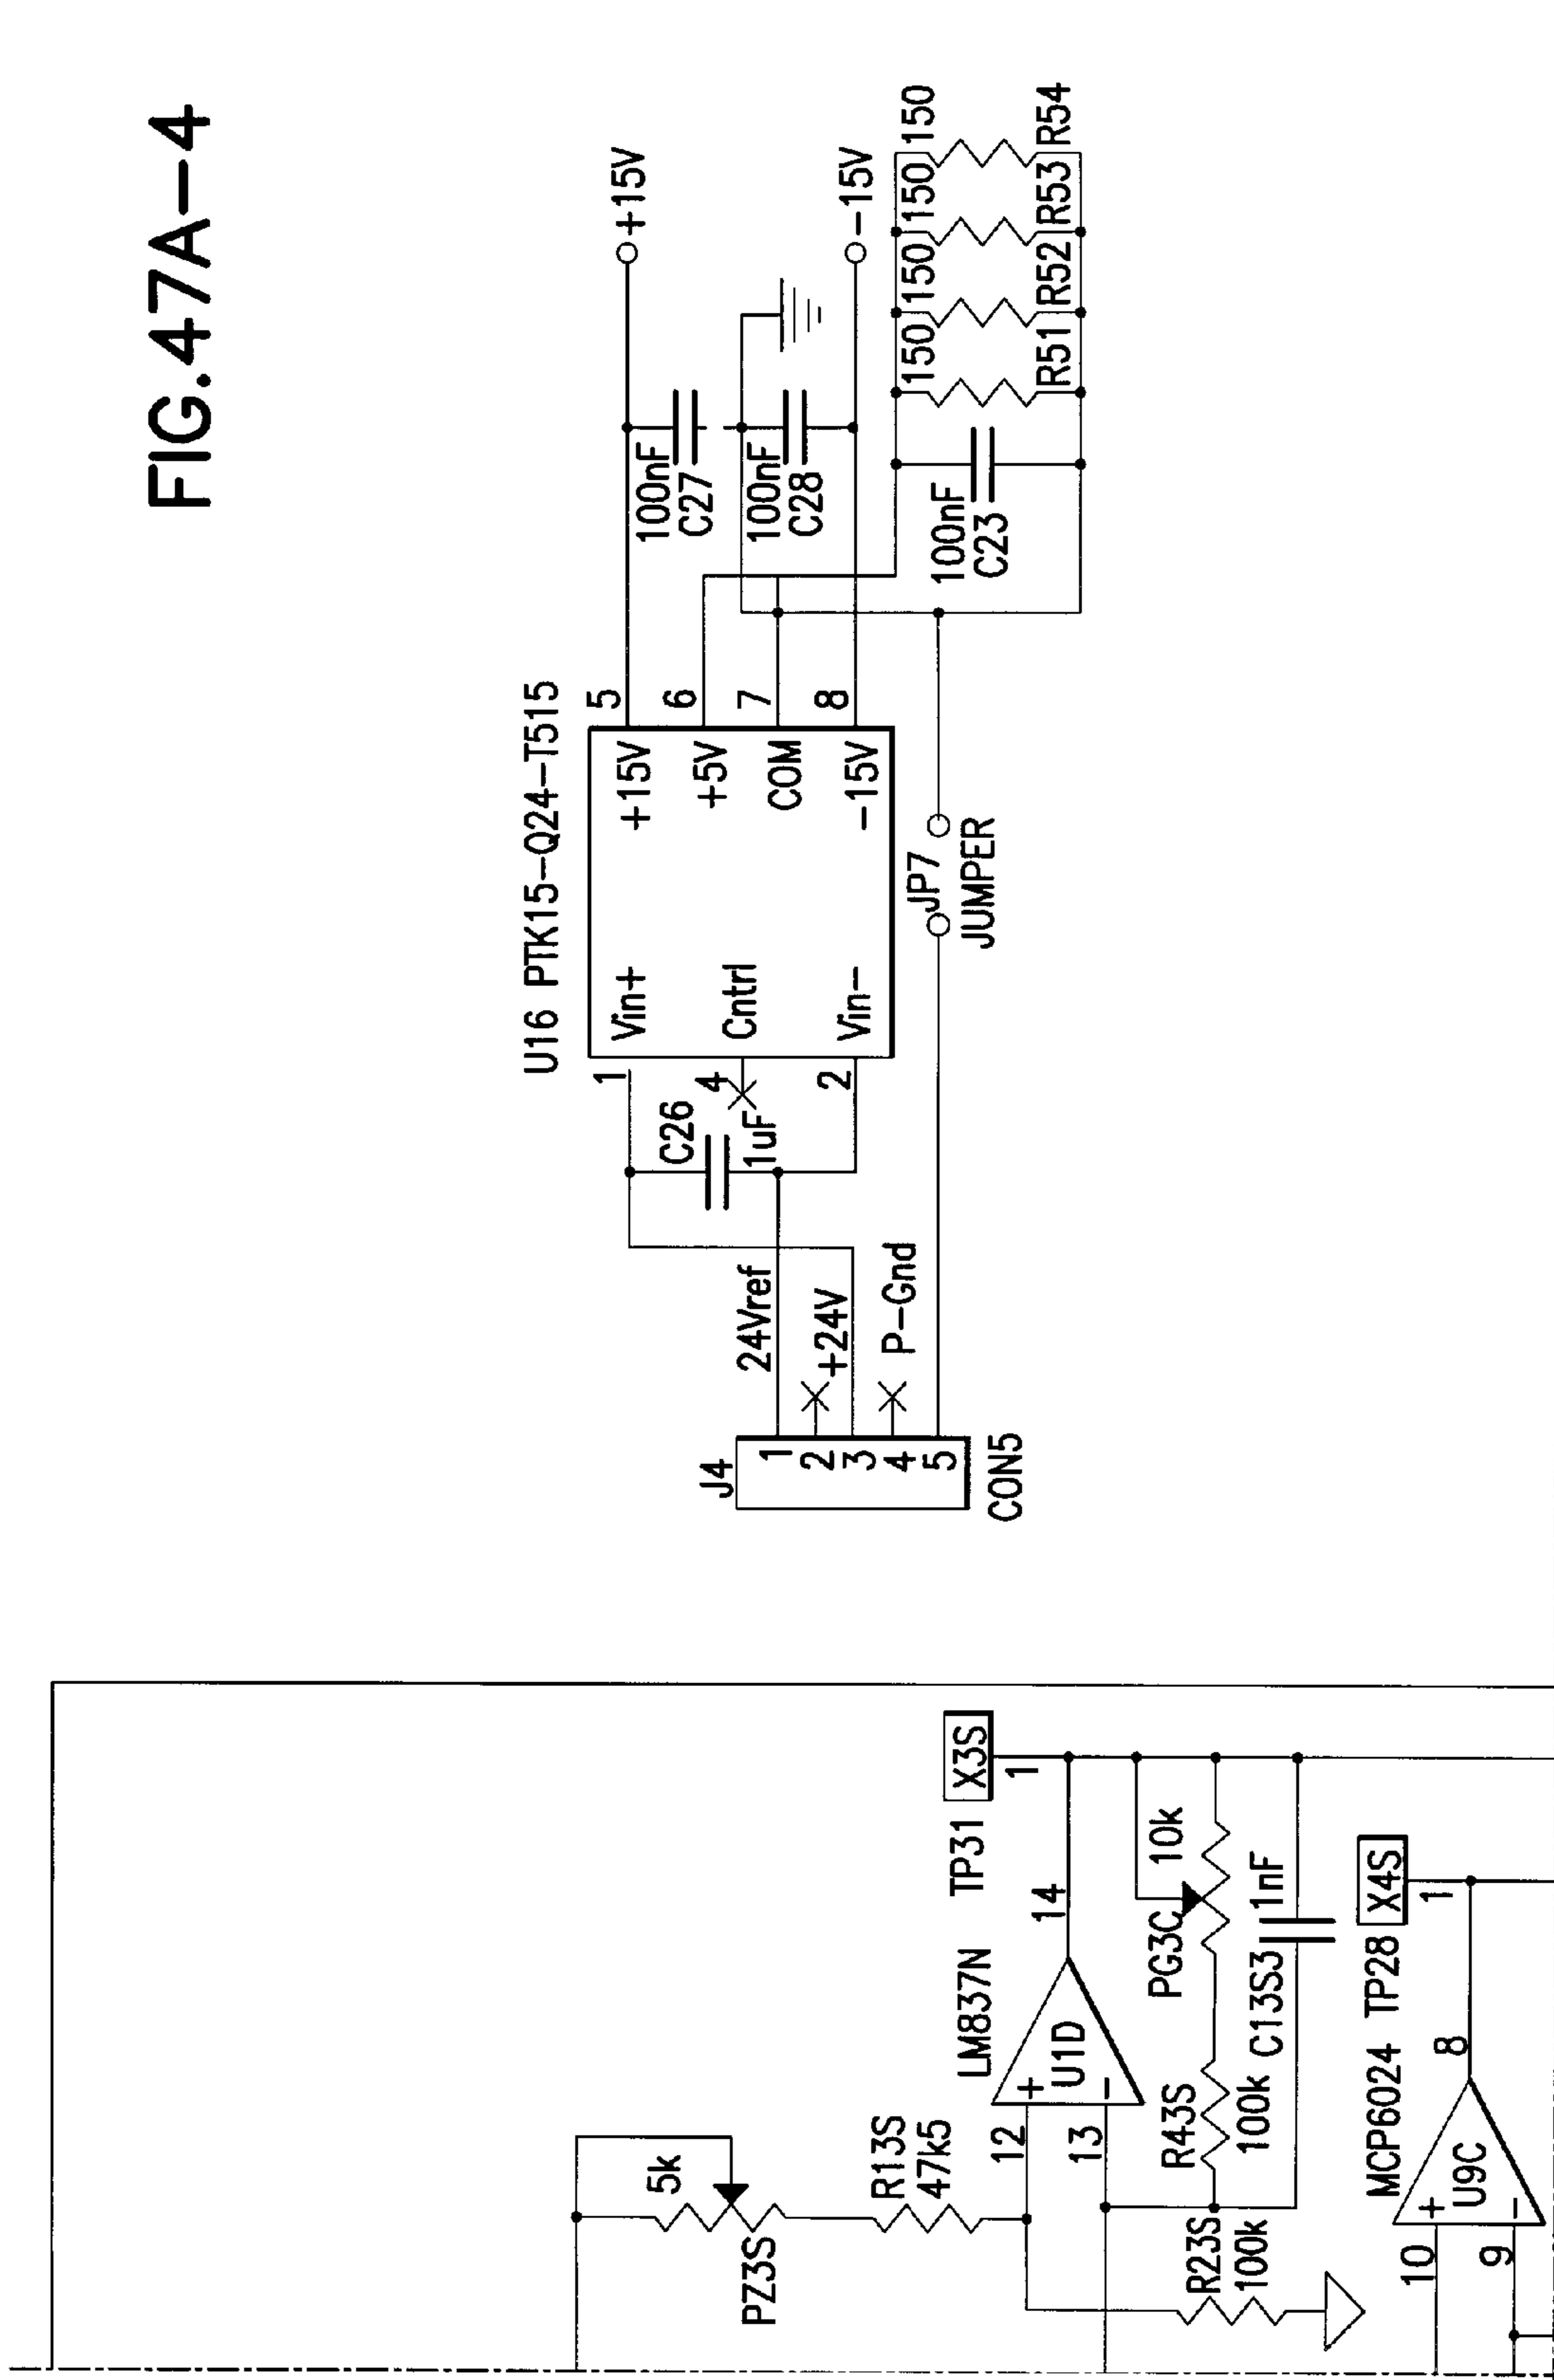 FIG.47A-4
U16 PTK15-Q24-T515
1
Vin+
+15V
5
+15V
C26
1uF
4
Cntrl
+5V
6
COM
7
2
Vin-
-15V
8
-15V
100nF
C27
100nF
C28
24Vref
+24V
P-Gnd
J4
1
2
3
4
5
CON5
JP7
JUMPER
100nF
C23
150
150
150
150
R51
R52
R53
R54
5k
PZ3S
R13S
47k5
LM837N
12
+
U1D
13
-
14
TP31
X3S
1
PG3C
10k
R43S
100k
C13S3
1nF
R23S
100k
MCP6024
TP28
X4S
1
10
+
U9C
9
-
8